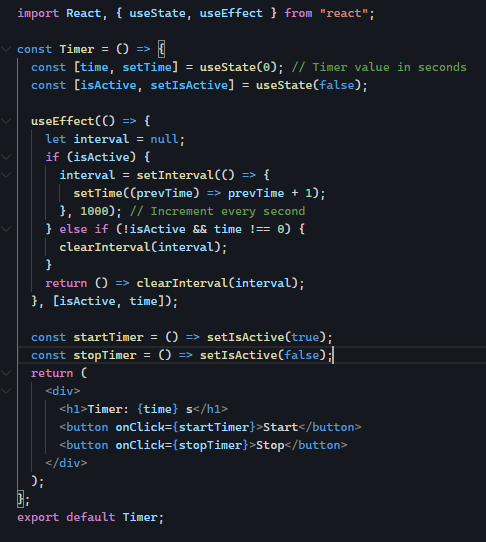 import React, { useState, useEffect } from "react";
const Timer = () => {
const [time, setTime] = useState(0); // Timer value in seconds
const [isActive, setIsActive] = useState(false);
useEffect(() => {
let interval = null;
if (isActive) {
interval = setInterval(() => {
setTime((prevTime) => prevTime + 1);
}, 1000); // Increment every second
} else if (!isActive && time !== 0) {
clearInterval(interval);
}
return () => clearInterval(interval);
}, [isActive, time]);
const startTimer = () => setIsActive(true);
const stopTimer = () => setIsActive(false);
return (
<div>
<h1>Timer: {time} s</h1>
<button onClick={startTimer}>Start</button>
<button onClick={stopTimer}>Stop</button>
</div>
);
};
export default Timer;